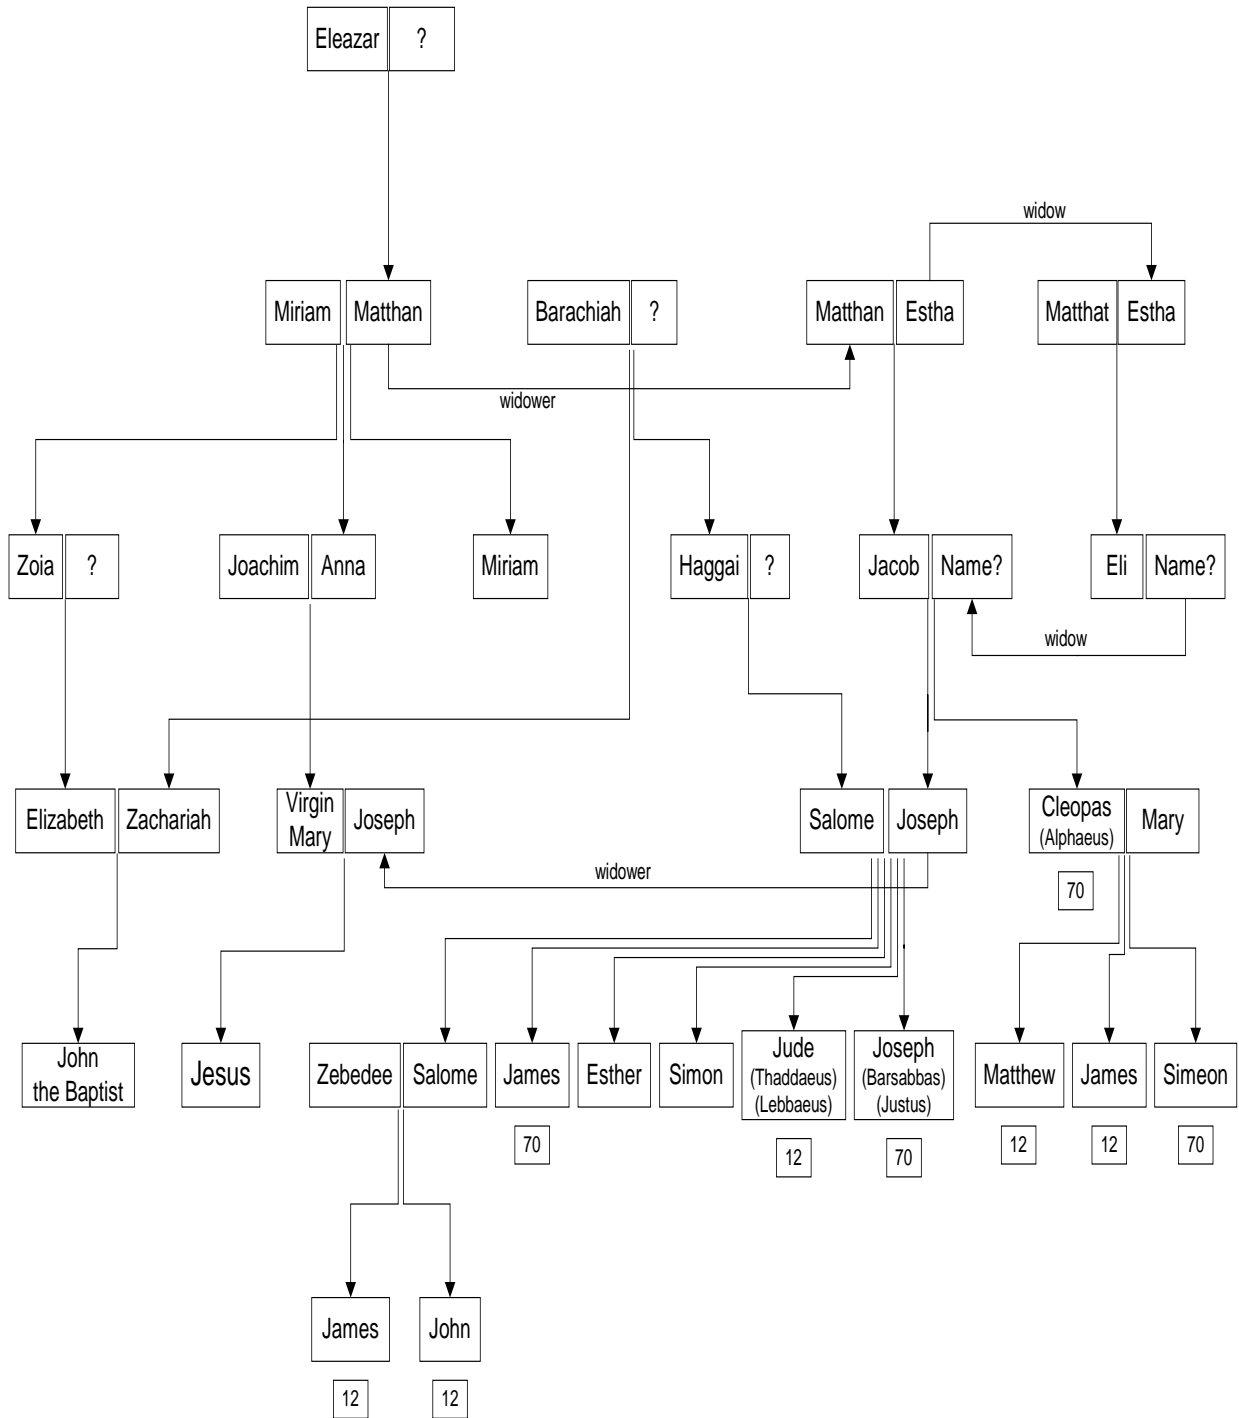 Eleazar ?
widow
Miriam Matthan Barachiah ? Matthan Estha Matthat Estha
widower
Zoia ? Joachim Anna Miriam Haggai ? Jacob Name? Eli Name?
widow
Elizabeth Zachariah Virgin Mary Joseph Salome Joseph Cleopas (Alphaeus) Mary
widower
70
John the Baptist Jesus Zebedee Salome James Esther Simon Jude (Thaddaeus) (Lebbaeus) Joseph (Barsabbas) (Justus) Matthew James Simeon
70 12 70 12 12 70
James John
12 12